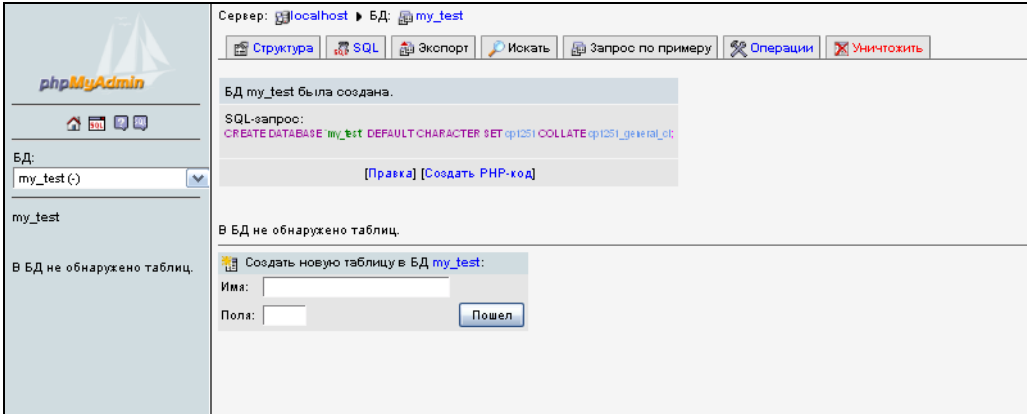 phpMyAdmin
SQL
БД:
my_test (-)
my_test
В БД не обнаружено таблиц.
Сервер: localhost БД: my_test
Структура SQL Экспорт Искать Запрос по примеру Операции Уничтожить
БД my_test была создана.
SQL-запрос:
CREATE DATABASE `my_test` DEFAULT CHARACTER SET cp1251 COLLATE cp1251_general_ci;
[Правка] [Создать PHP-код]
В БД не обнаружено таблиц.
Создать новую таблицу в БД my_test:
Имя:
Поля: Пошел